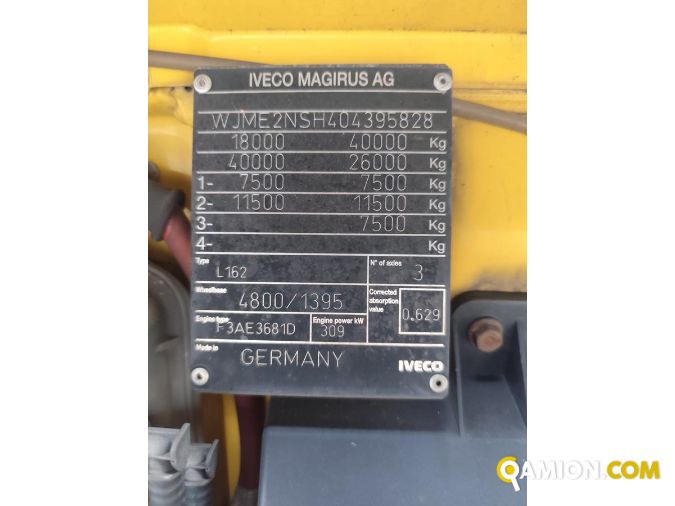 IVECO MAGIRUS AG
WJME2NSH404395828
18000 40000 Kg
40000 26000 Kg
1- 7500 7500 Kg
2- 11500 11500 Kg
3- 7500 Kg
4- Kg
Type L162 N° of axles 3
Wheelbase 4800/1395 Corrected absorption value 0.629
Engine type F3AE3681D Engine power kW 309
Made in GERMANY IVECO
QAMION.COM